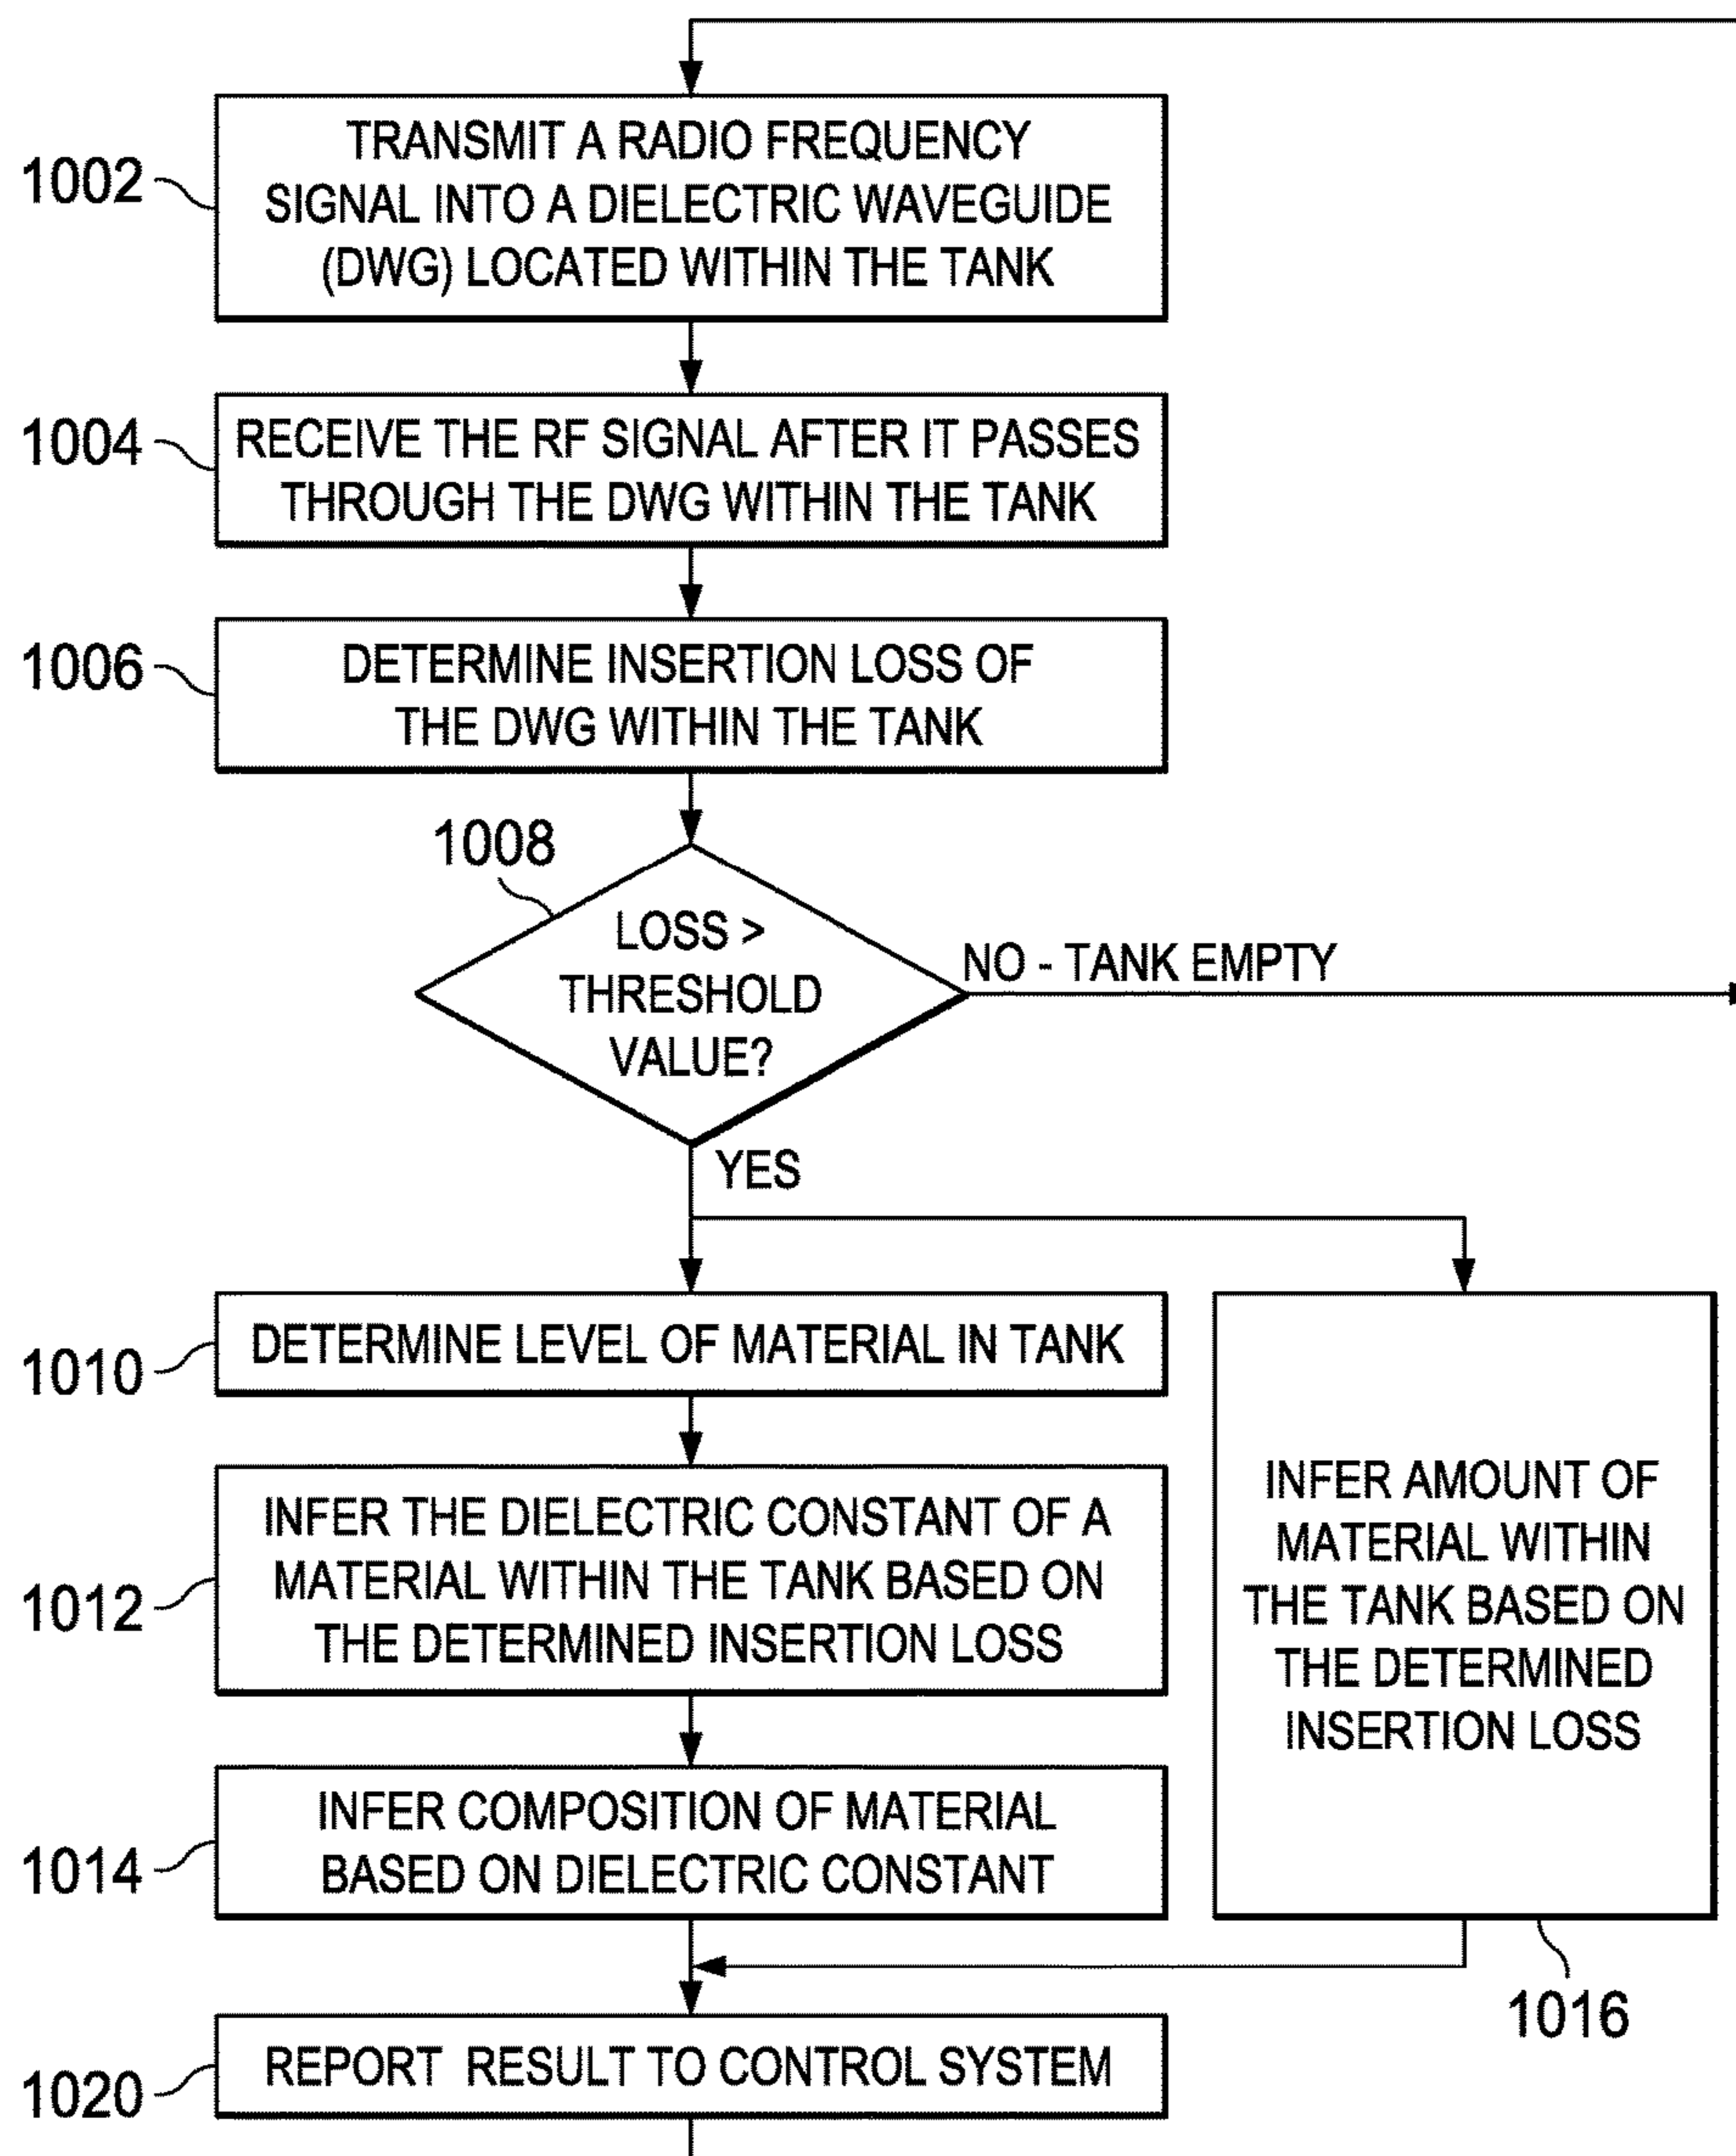 1002
TRANSMIT A RADIO FREQUENCY
SIGNAL INTO A DIELECTRIC WAVEGUIDE
(DWG) LOCATED WITHIN THE TANK
1004
RECEIVE THE RF SIGNAL AFTER IT PASSES
THROUGH THE DWG WITHIN THE TANK
1006
DETERMINE INSERTION LOSS OF
THE DWG WITHIN THE TANK
1008
LOSS >
THRESHOLD
VALUE?
NO - TANK EMPTY
YES
1010
DETERMINE LEVEL OF MATERIAL IN TANK
1012
INFER THE DIELECTRIC CONSTANT OF A
MATERIAL WITHIN THE TANK BASED ON
THE DETERMINED INSERTION LOSS
1014
INFER COMPOSITION OF MATERIAL
BASED ON DIELECTRIC CONSTANT
INFER AMOUNT OF
MATERIAL WITHIN
THE TANK BASED ON
THE DETERMINED
INSERTION LOSS
1016
1020
REPORT RESULT TO CONTROL SYSTEM